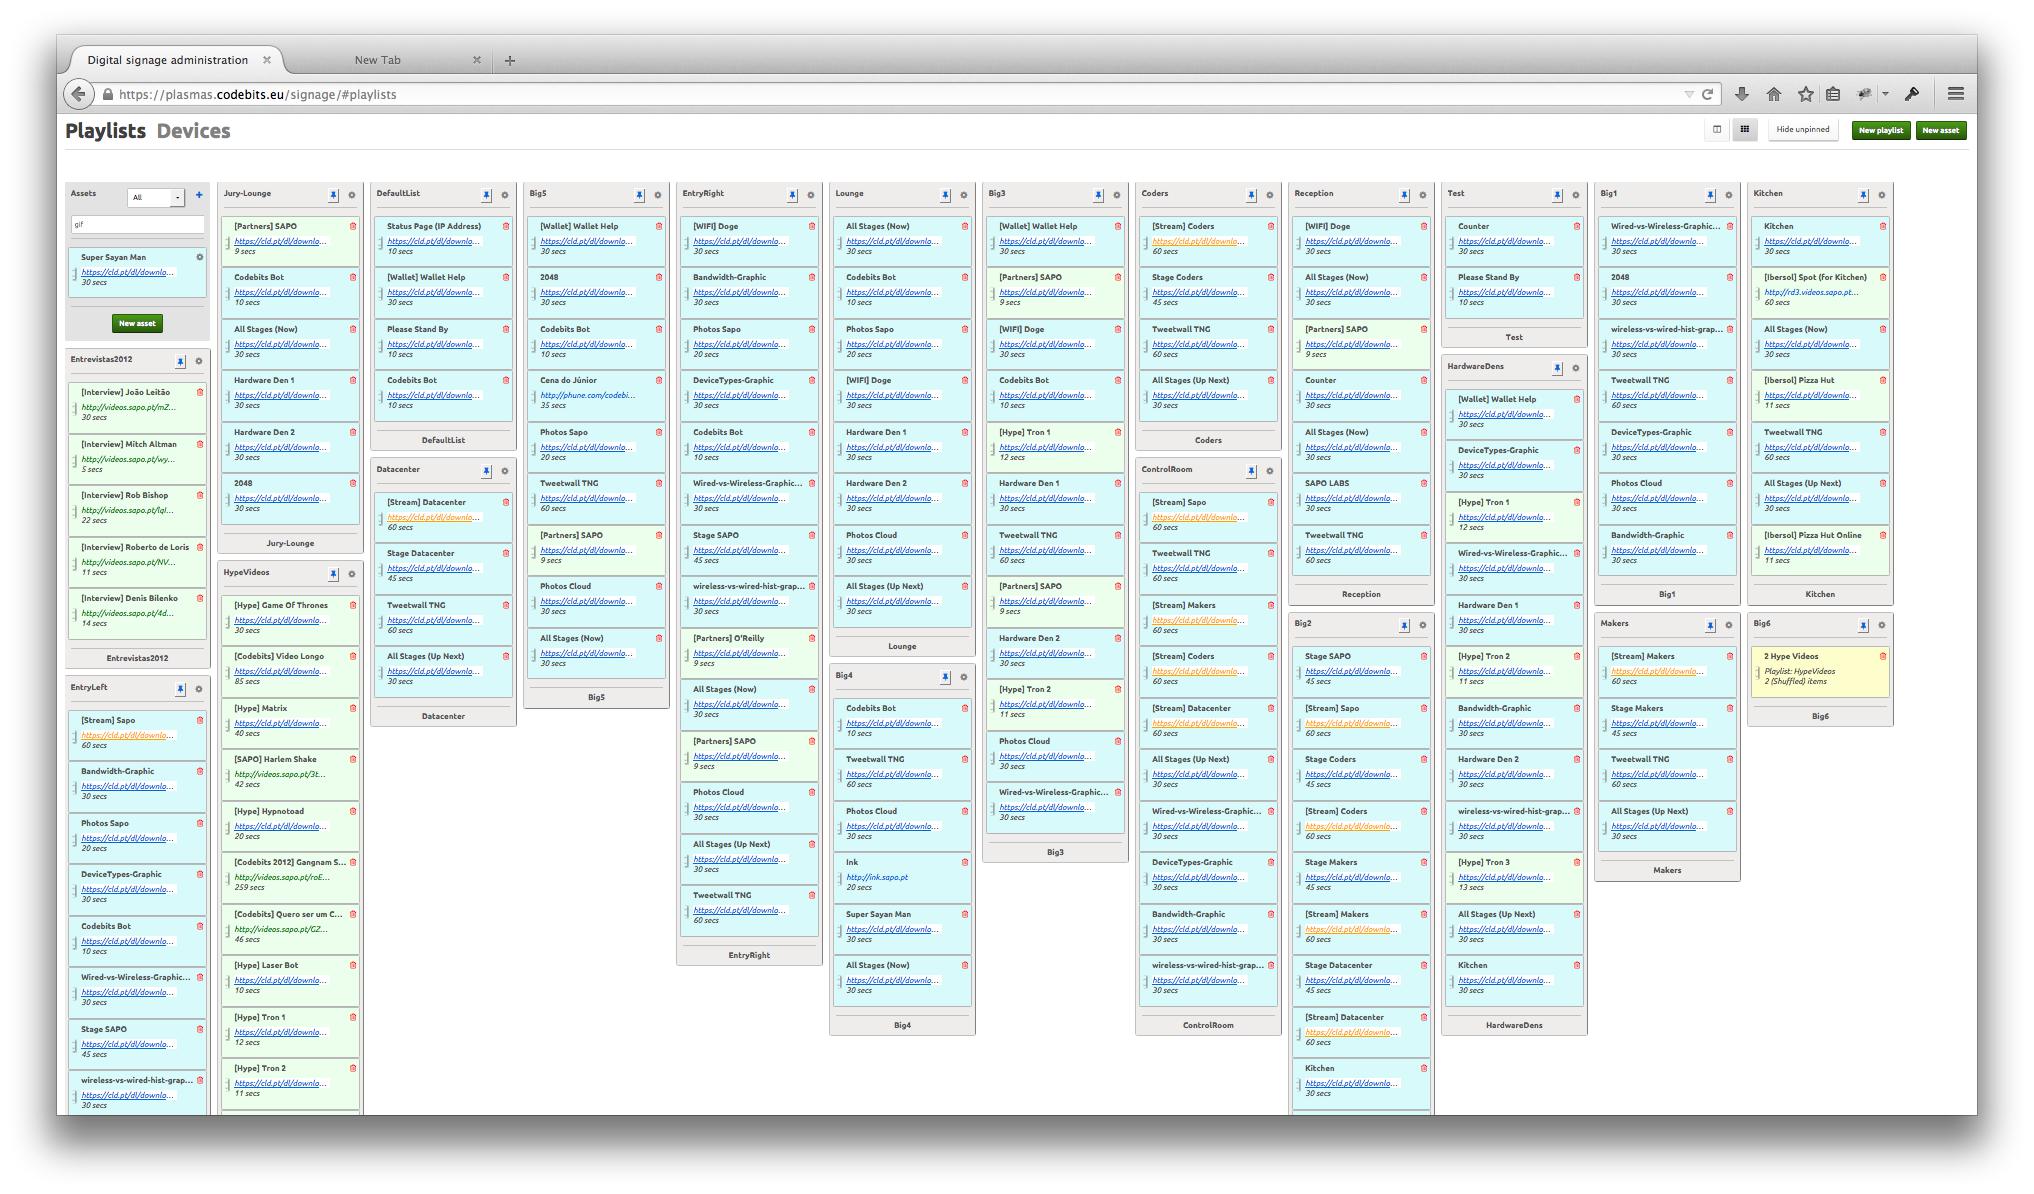 Digital signage administration
New Tab
https://plasmas.codebits.eu/signage/#playlists
Playlists Devices
Hide unpinned
New playlist
New asset
Assets
All
gif
Super Sayan Man
https://cld.pt/dl/downlo...
30 secs
New asset
Entrevistas2012
[Interview] João Leitão
http://videos.sapo.pt/mZ...
30 secs
[Interview] Mitch Altman
http://videos.sapo.pt/wy...
5 secs
[Interview] Rob Bishop
http://videos.sapo.pt/lqI...
22 secs
[Interview] Roberto de Loris
http://videos.sapo.pt/NV...
11 secs
[Interview] Denis Bilenko
http://videos.sapo.pt/4d...
14 secs
Entrevistas2012
EntryLeft
[Stream] Sapo
https://cld.pt/dl/downlo...
60 secs
Bandwidth-Graphic
https://cld.pt/dl/downlo...
30 secs
Photos Sapo
https://cld.pt/dl/downlo...
20 secs
DeviceTypes-Graphic
https://cld.pt/dl/downlo...
30 secs
Codebits Bot
https://cld.pt/dl/downlo...
10 secs
Wired-vs-Wireless-Graphic...
https://cld.pt/dl/downlo...
30 secs
Stage SAPO
https://cld.pt/dl/downlo...
45 secs
wireless-vs-wired-hist-grap...
https://cld.pt/dl/downlo...
30 secs
Jury-Lounge
[Partners] SAPO
https://cld.pt/dl/downlo...
9 secs
Codebits Bot
https://cld.pt/dl/downlo...
10 secs
All Stages (Now)
https://cld.pt/dl/downlo...
30 secs
Hardware Den 1
https://cld.pt/dl/downlo...
30 secs
Hardware Den 2
https://cld.pt/dl/downlo...
30 secs
2048
https://cld.pt/dl/downlo...
30 secs
Jury-Lounge
HypeVideos
[Hype] Game Of Thrones
https://cld.pt/dl/downlo...
30 secs
[Codebits] Video Longo
https://cld.pt/dl/downlo...
85 secs
[Hype] Matrix
https://cld.pt/dl/downlo...
40 secs
[SAPO] Harlem Shake
http://videos.sapo.pt/3t...
42 secs
[Hype] Hypnotoad
https://cld.pt/dl/downlo...
20 secs
[Codebits 2012] Gangnam S...
http://videos.sapo.pt/roE...
259 secs
[Codebits] Quero ser um C...
http://videos.sapo.pt/GZ...
46 secs
[Hype] Laser Bot
https://cld.pt/dl/downlo...
10 secs
[Hype] Tron 1
https://cld.pt/dl/downlo...
12 secs
[Hype] Tron 2
https://cld.pt/dl/downlo...
11 secs
DefaultList
Status Page (IP Address)
https://cld.pt/dl/downlo...
10 secs
[Wallet] Wallet Help
https://cld.pt/dl/downlo...
30 secs
Please Stand By
https://cld.pt/dl/downlo...
10 secs
Codebits Bot
https://cld.pt/dl/downlo...
10 secs
DefaultList
Datacenter
[Stream] Datacenter
https://cld.pt/dl/downlo...
60 secs
Stage Datacenter
https://cld.pt/dl/downlo...
45 secs
Tweetwall TNG
https://cld.pt/dl/downlo...
60 secs
All Stages (Up Next)
https://cld.pt/dl/downlo...
30 secs
Datacenter
Big5
[Wallet] Wallet Help
https://cld.pt/dl/downlo...
30 secs
2048
https://cld.pt/dl/downlo...
30 secs
Codebits Bot
https://cld.pt/dl/downlo...
10 secs
Cena do Júnior
http://phune.com/codebi...
35 secs
Photos Sapo
https://cld.pt/dl/downlo...
20 secs
Tweetwall TNG
https://cld.pt/dl/downlo...
60 secs
[Partners] SAPO
https://cld.pt/dl/downlo...
9 secs
Photos Cloud
https://cld.pt/dl/downlo...
30 secs
All Stages (Now)
https://cld.pt/dl/downlo...
30 secs
Big5
EntryRight
[WIFI] Doge
https://cld.pt/dl/downlo...
30 secs
Bandwidth-Graphic
https://cld.pt/dl/downlo...
30 secs
Photos Sapo
https://cld.pt/dl/downlo...
20 secs
DeviceTypes-Graphic
https://cld.pt/dl/downlo...
30 secs
Codebits Bot
https://cld.pt/dl/downlo...
10 secs
Wired-vs-Wireless-Graphic...
https://cld.pt/dl/downlo...
30 secs
Stage SAPO
https://cld.pt/dl/downlo...
45 secs
wireless-vs-wired-hist-grap...
https://cld.pt/dl/downlo...
30 secs
[Partners] O'Reilly
https://cld.pt/dl/downlo...
9 secs
All Stages (Now)
https://cld.pt/dl/downlo...
30 secs
[Partners] SAPO
https://cld.pt/dl/downlo...
9 secs
Photos Cloud
https://cld.pt/dl/downlo...
30 secs
All Stages (Up Next)
https://cld.pt/dl/downlo...
30 secs
Tweetwall TNG
https://cld.pt/dl/downlo...
60 secs
EntryRight
Lounge
All Stages (Now)
https://cld.pt/dl/downlo...
30 secs
Codebits Bot
https://cld.pt/dl/downlo...
10 secs
Photos Sapo
https://cld.pt/dl/downlo...
20 secs
[WIFI] Doge
https://cld.pt/dl/downlo...
30 secs
Hardware Den 1
https://cld.pt/dl/downlo...
30 secs
Hardware Den 2
https://cld.pt/dl/downlo...
30 secs
Photos Cloud
https://cld.pt/dl/downlo...
30 secs
All Stages (Up Next)
https://cld.pt/dl/downlo...
30 secs
Lounge
Big4
Codebits Bot
https://cld.pt/dl/downlo...
10 secs
Tweetwall TNG
https://cld.pt/dl/downlo...
60 secs
Photos Cloud
https://cld.pt/dl/downlo...
30 secs
Ink
http://ink.sapo.pt
20 secs
Super Sayan Man
https://cld.pt/dl/downlo...
30 secs
All Stages (Now)
https://cld.pt/dl/downlo...
30 secs
Big4
Big3
[Wallet] Wallet Help
https://cld.pt/dl/downlo...
30 secs
[Partners] SAPO
https://cld.pt/dl/downlo...
9 secs
[WIFI] Doge
https://cld.pt/dl/downlo...
30 secs
Codebits Bot
https://cld.pt/dl/downlo...
10 secs
[Hype] Tron 1
https://cld.pt/dl/downlo...
12 secs
Hardware Den 1
https://cld.pt/dl/downlo...
30 secs
Tweetwall TNG
https://cld.pt/dl/downlo...
60 secs
[Partners] SAPO
https://cld.pt/dl/downlo...
9 secs
Hardware Den 2
https://cld.pt/dl/downlo...
30 secs
[Hype] Tron 2
https://cld.pt/dl/downlo...
11 secs
Photos Cloud
https://cld.pt/dl/downlo...
30 secs
Wired-vs-Wireless-Graphic...
https://cld.pt/dl/downlo...
30 secs
Big3
Coders
[Stream] Coders
https://cld.pt/dl/downlo...
60 secs
Stage Coders
https://cld.pt/dl/downlo...
45 secs
Tweetwall TNG
https://cld.pt/dl/downlo...
60 secs
All Stages (Up Next)
https://cld.pt/dl/downlo...
30 secs
Coders
ControlRoom
[Stream] Sapo
https://cld.pt/dl/downlo...
60 secs
Tweetwall TNG
https://cld.pt/dl/downlo...
60 secs
[Stream] Makers
https://cld.pt/dl/downlo...
60 secs
[Stream] Coders
https://cld.pt/dl/downlo...
60 secs
[Stream] Datacenter
https://cld.pt/dl/downlo...
60 secs
All Stages (Up Next)
https://cld.pt/dl/downlo...
30 secs
Wired-vs-Wireless-Graphic...
https://cld.pt/dl/downlo...
30 secs
DeviceTypes-Graphic
https://cld.pt/dl/downlo...
30 secs
Bandwidth-Graphic
https://cld.pt/dl/downlo...
30 secs
wireless-vs-wired-hist-grap...
https://cld.pt/dl/downlo...
30 secs
ControlRoom
Reception
[WIFI] Doge
https://cld.pt/dl/downlo...
30 secs
All Stages (Now)
https://cld.pt/dl/downlo...
30 secs
[Partners] SAPO
https://cld.pt/dl/downlo...
9 secs
Counter
https://cld.pt/dl/downlo...
30 secs
All Stages (Now)
https://cld.pt/dl/downlo...
30 secs
SAPO LABS
https://cld.pt/dl/downlo...
30 secs
Tweetwall TNG
https://cld.pt/dl/downlo...
60 secs
Reception
Big2
Stage SAPO
https://cld.pt/dl/downlo...
45 secs
[Stream] Sapo
https://cld.pt/dl/downlo...
60 secs
Stage Coders
https://cld.pt/dl/downlo...
45 secs
[Stream] Coders
https://cld.pt/dl/downlo...
60 secs
Stage Makers
https://cld.pt/dl/downlo...
45 secs
[Stream] Makers
https://cld.pt/dl/downlo...
60 secs
Stage Datacenter
https://cld.pt/dl/downlo...
45 secs
[Stream] Datacenter
https://cld.pt/dl/downlo...
60 secs
Kitchen
https://cld.pt/dl/downlo...
30 secs
Test
Counter
https://cld.pt/dl/downlo...
30 secs
Please Stand By
https://cld.pt/dl/downlo...
10 secs
Test
HardwareDens
[Wallet] Wallet Help
https://cld.pt/dl/downlo...
30 secs
DeviceTypes-Graphic
https://cld.pt/dl/downlo...
30 secs
[Hype] Tron 1
https://cld.pt/dl/downlo...
12 secs
Wired-vs-Wireless-Graphic...
https://cld.pt/dl/downlo...
30 secs
Hardware Den 1
https://cld.pt/dl/downlo...
30 secs
[Hype] Tron 2
https://cld.pt/dl/downlo...
11 secs
Bandwidth-Graphic
https://cld.pt/dl/downlo...
30 secs
Hardware Den 2
https://cld.pt/dl/downlo...
30 secs
wireless-vs-wired-hist-grap...
https://cld.pt/dl/downlo...
30 secs
[Hype] Tron 3
https://cld.pt/dl/downlo...
13 secs
All Stages (Up Next)
https://cld.pt/dl/downlo...
30 secs
Kitchen
https://cld.pt/dl/downlo...
30 secs
HardwareDens
Big1
Wired-vs-Wireless-Graphic...
https://cld.pt/dl/downlo...
30 secs
2048
https://cld.pt/dl/downlo...
30 secs
wireless-vs-wired-hist-grap...
https://cld.pt/dl/downlo...
30 secs
Tweetwall TNG
https://cld.pt/dl/downlo...
60 secs
DeviceTypes-Graphic
https://cld.pt/dl/downlo...
30 secs
Photos Cloud
https://cld.pt/dl/downlo...
30 secs
Bandwidth-Graphic
https://cld.pt/dl/downlo...
30 secs
Big1
Makers
[Stream] Makers
https://cld.pt/dl/downlo...
60 secs
Stage Makers
https://cld.pt/dl/downlo...
45 secs
Tweetwall TNG
https://cld.pt/dl/downlo...
60 secs
All Stages (Up Next)
https://cld.pt/dl/downlo...
30 secs
Makers
Kitchen
Kitchen
https://cld.pt/dl/downlo...
30 secs
[Ibersol] Spot (for Kitchen)
http://rd3.videos.sapo.pt...
60 secs
All Stages (Now)
https://cld.pt/dl/downlo...
30 secs
[Ibersol] Pizza Hut
https://cld.pt/dl/downlo...
11 secs
Tweetwall TNG
https://cld.pt/dl/downlo...
60 secs
All Stages (Up Next)
https://cld.pt/dl/downlo...
30 secs
[Ibersol] Pizza Hut Online
https://cld.pt/dl/downlo...
11 secs
Kitchen
Big6
2 Hype Videos
Playlist: HypeVideos
2 (Shuffled) items
Big6